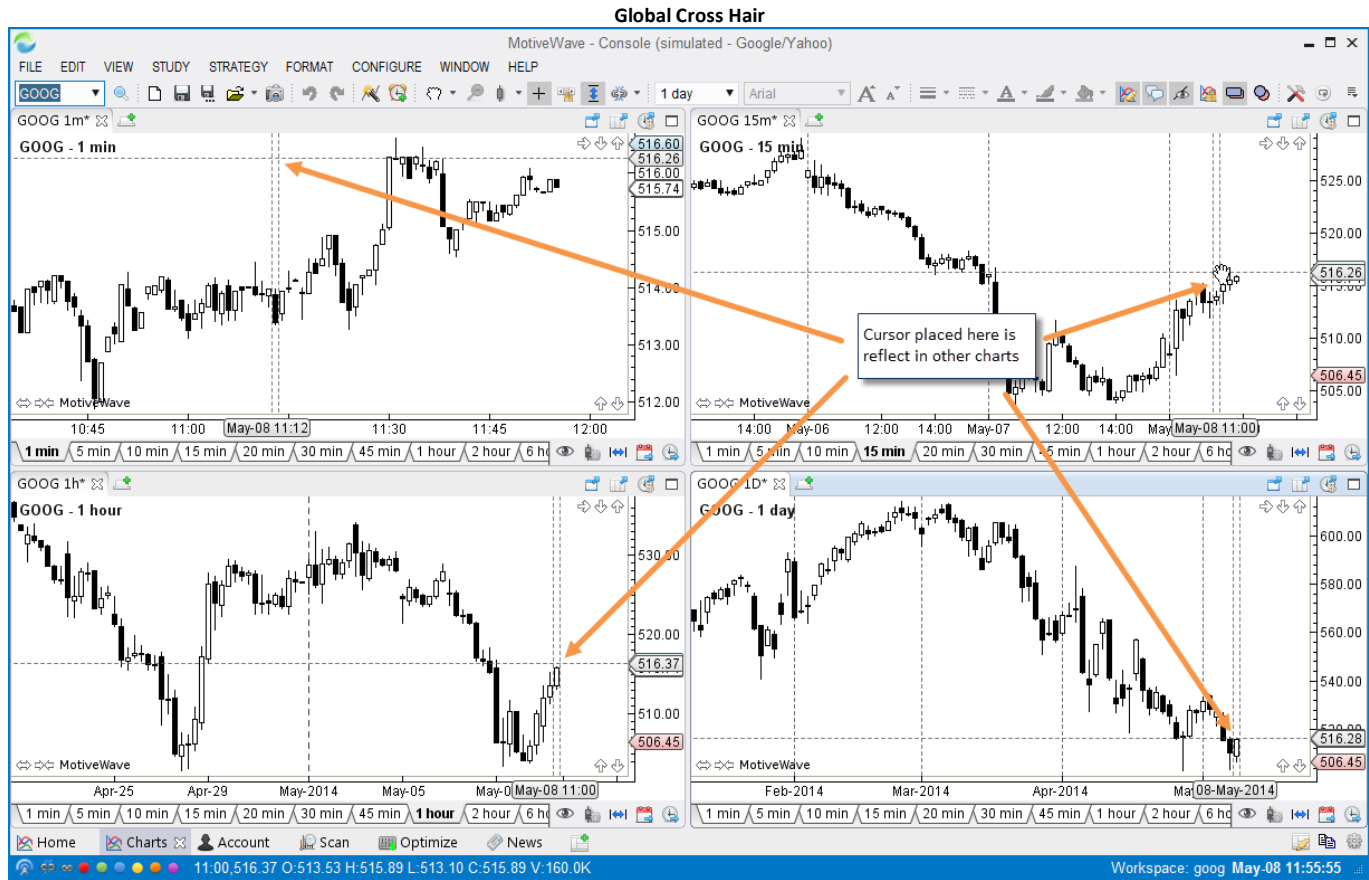 Global Cross Hair
MotiveWave - Console (simulated - Google/Yahoo)
FILE EDIT VIEW STUDY STRATEGY FORMAT CONFIGURE WINDOW HELP
GOOG 1 day Arial
GOOG 1m*
GOOG - 1 min
516.60
516.26
516.00
515.74
515.00
514.00
513.00
512.00
MotiveWave
10:45 11:00 May-08 11:12 11:30 11:45 12:00
1 min 5 min 10 min 15 min 20 min 30 min 45 min 1 hour 2 hour
GOOG 15m*
GOOG - 15 min
525.00
520.00
516.26
510.00
506.45
505.00
Cursor placed here is
reflect in other charts
MotiveWave
14:00 May-06 12:00 14:00 May-07 12:00 14:00 May May-08 11:00
1 min 5 min 10 min 15 min 20 min 30 min 45 min 1 hour 2 hour
GOOG 1h*
GOOG - 1 hour
530.00
520.00
516.37
510.00
506.45
MotiveWave
Apr-25 Apr-29 May-2014 May-05 May-0 May-08 11:00
1 min 5 min 10 min 15 min 20 min 30 min 45 min 1 hour 2 hour
GOOG 1D*
GOOG - 1 day
600.00
580.00
560.00
540.00
520.00
516.28
506.45
MotiveWave
Feb-2014 Mar-2014 Apr-2014 Ma 08-May-2014
1 min 5 min 10 min 15 min 20 min 30 min 45 min 1 hour 2 hour
Home Charts Account Scan Optimize News
11:00,516.37 O:513.53 H:515.89 L:513.10 C:515.89 V:160.0K Workspace: goog May-08 11:55:55